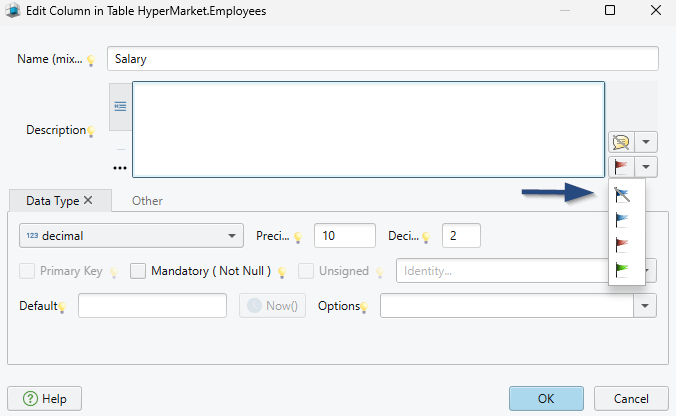 Edit Column in Table HyperMarket.Employees
Name (mix...
Salary
Description
Data Type
Other
123 decimal
Preci...
10
Deci...
2
Primary Key
Mandatory ( Not Null )
Unsigned
Identity...
Default
Now()
Options
Help
OK
Cancel